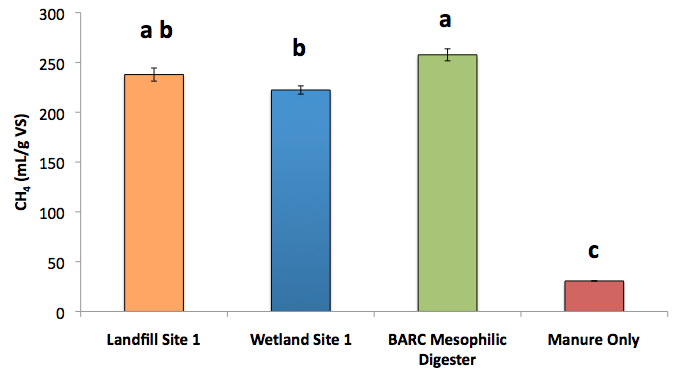 300
250
200
150
100
50
0
CH₄ (mL/g VS)
a b
b
a
c
Landfill Site 1
Wetland Site 1
BARC Mesophilic
Digester
Manure Only